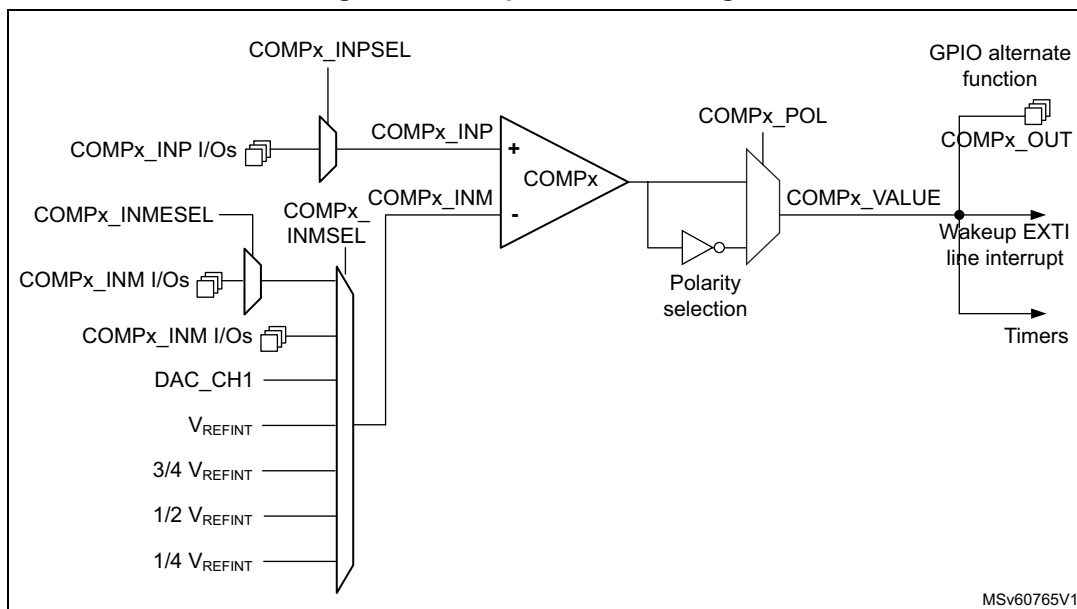 COMPx_INPSEL
GPIO alternate
function
COMPx_POL
COMPx_INP I/Os
COMPx_INP
+
COMPx_OUT
COMPx
COMPx_INMESEL
COMPx_
INMSEL
COMPx_INM
-
COMPx_VALUE
Wakeup EXTI
line interrupt
COMPx_INM I/Os
Polarity
selection
COMPx_INM I/Os
Timers
DAC_CH1
VREFINT
3/4 VREFINT
1/2 VREFINT
1/4 VREFINT
MSv60765V1